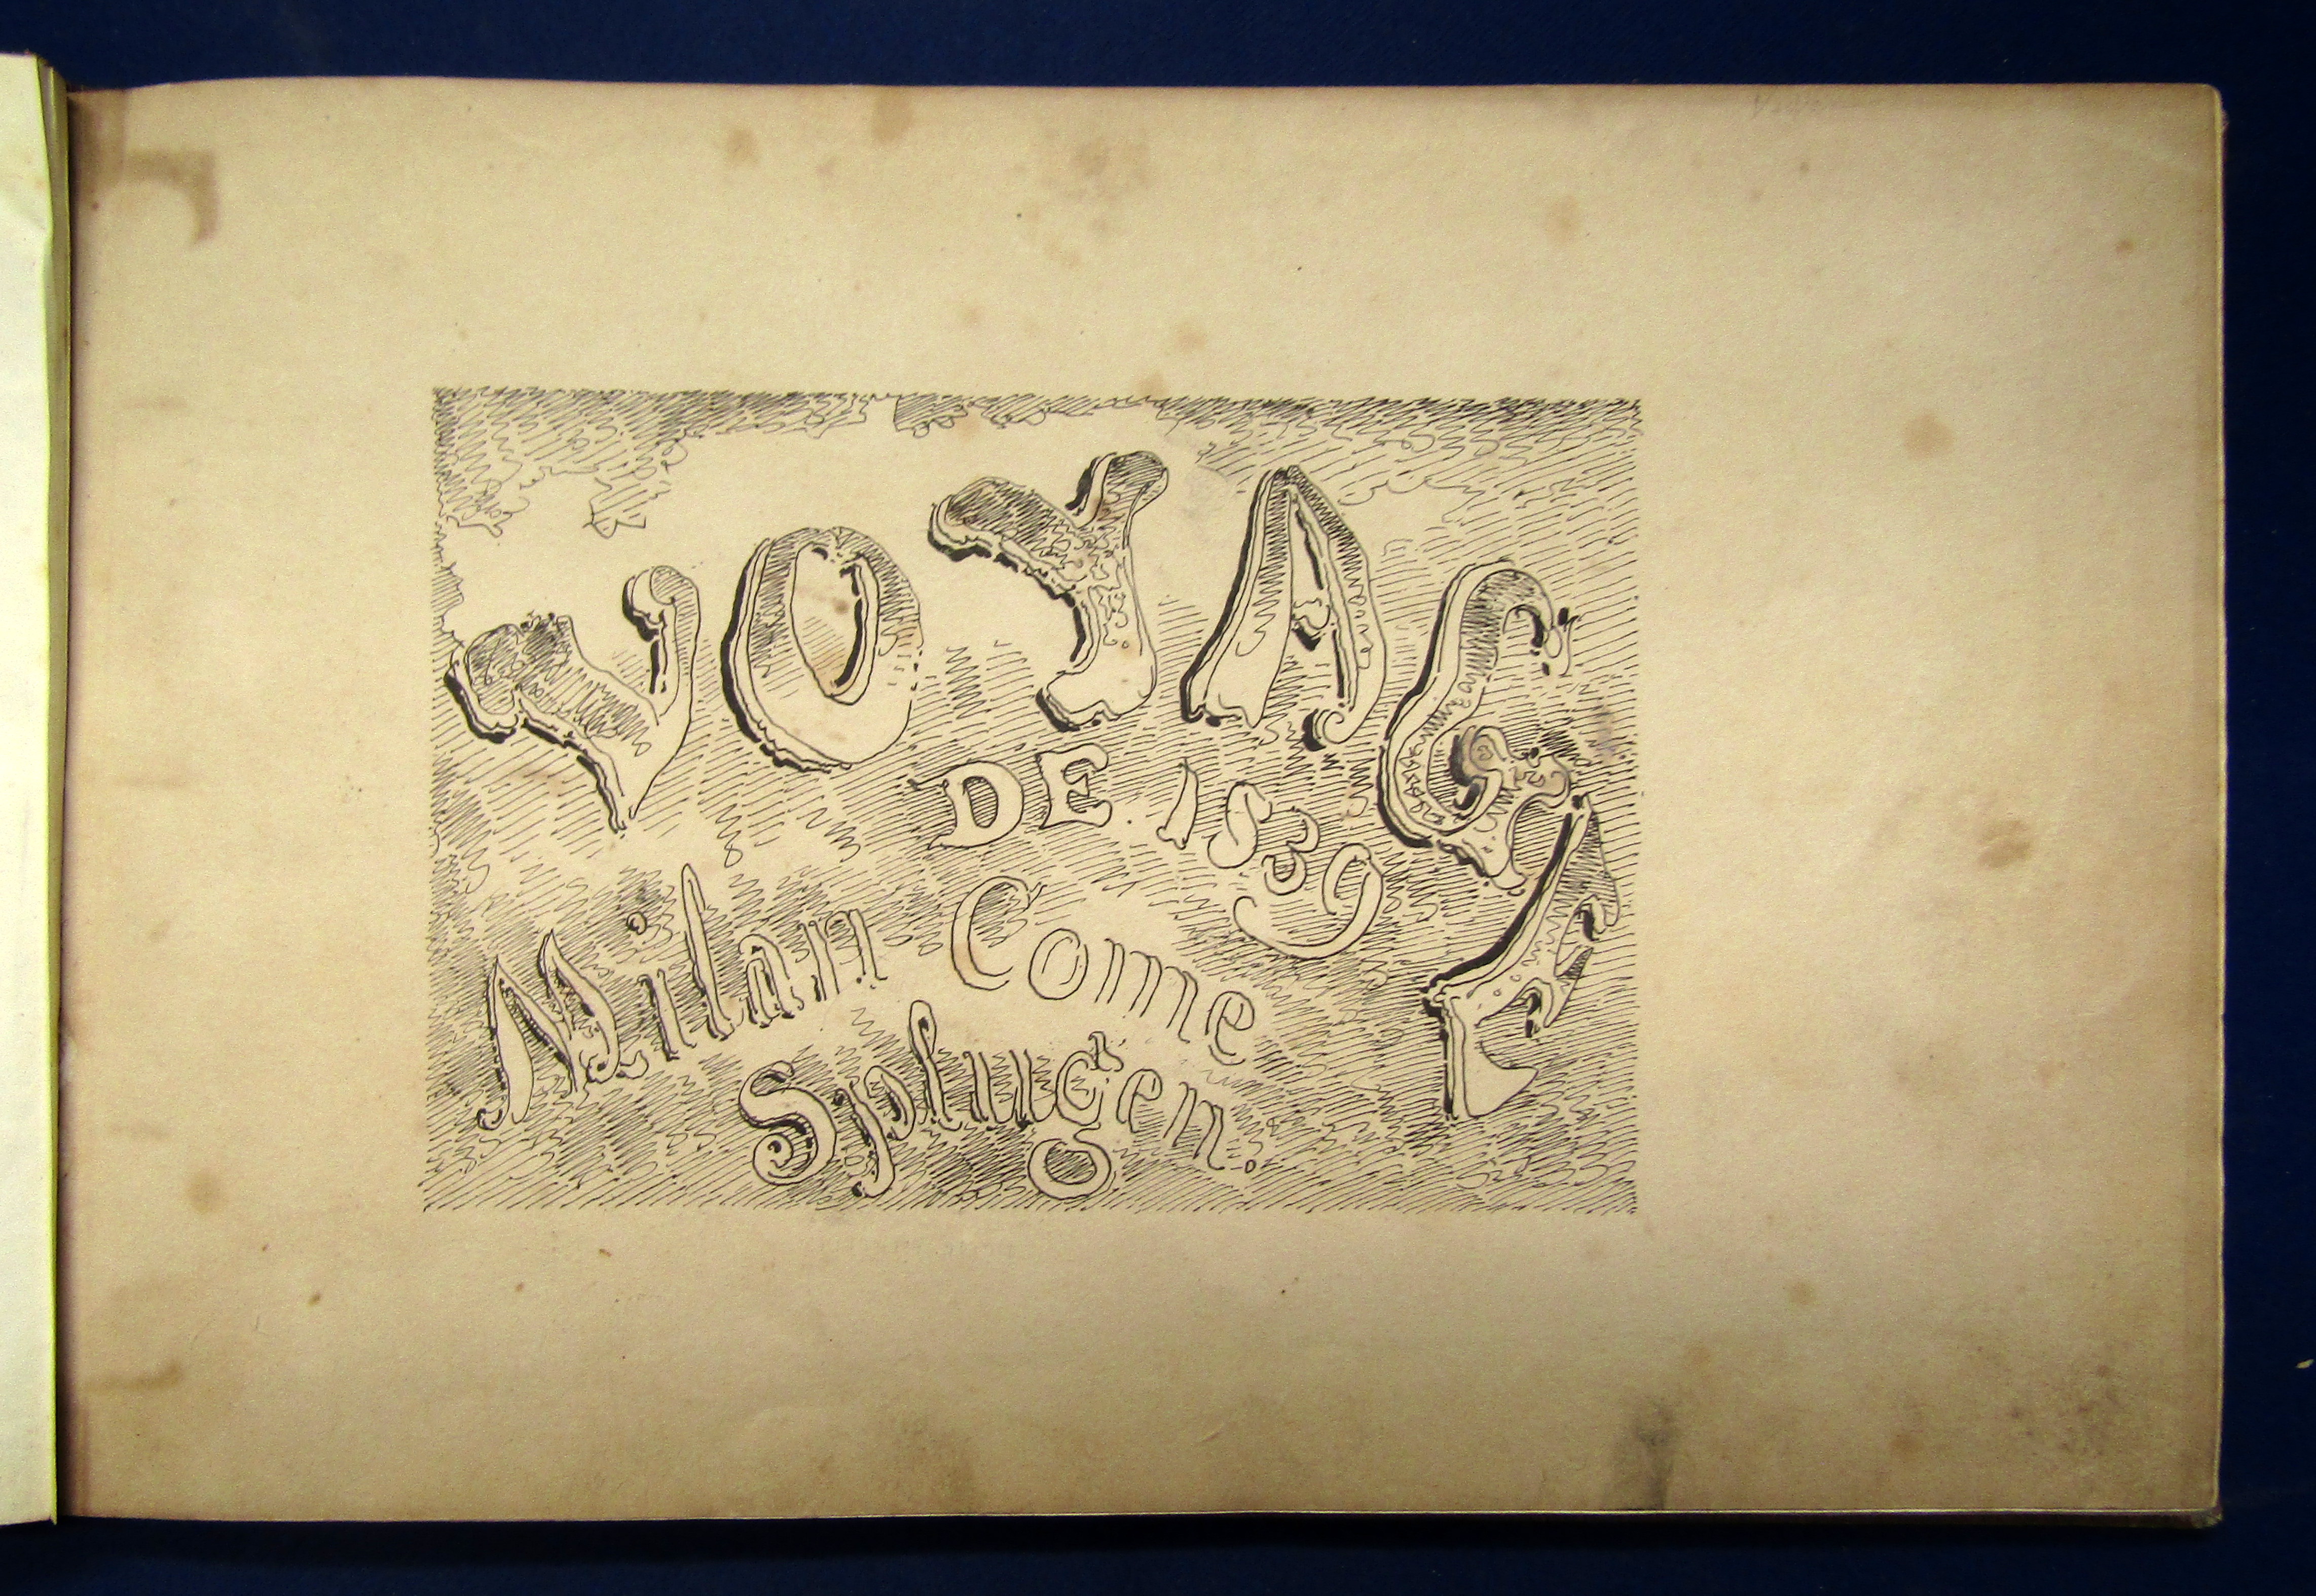 VOYAGE
DE. 1839
Milan Come
Splugen.